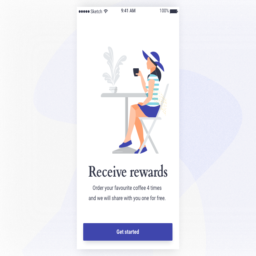 Sketch 9:41 AM 100%
Receive rewards
Order your favourite coffee 4 times
and we will share with you one for free.
Get started